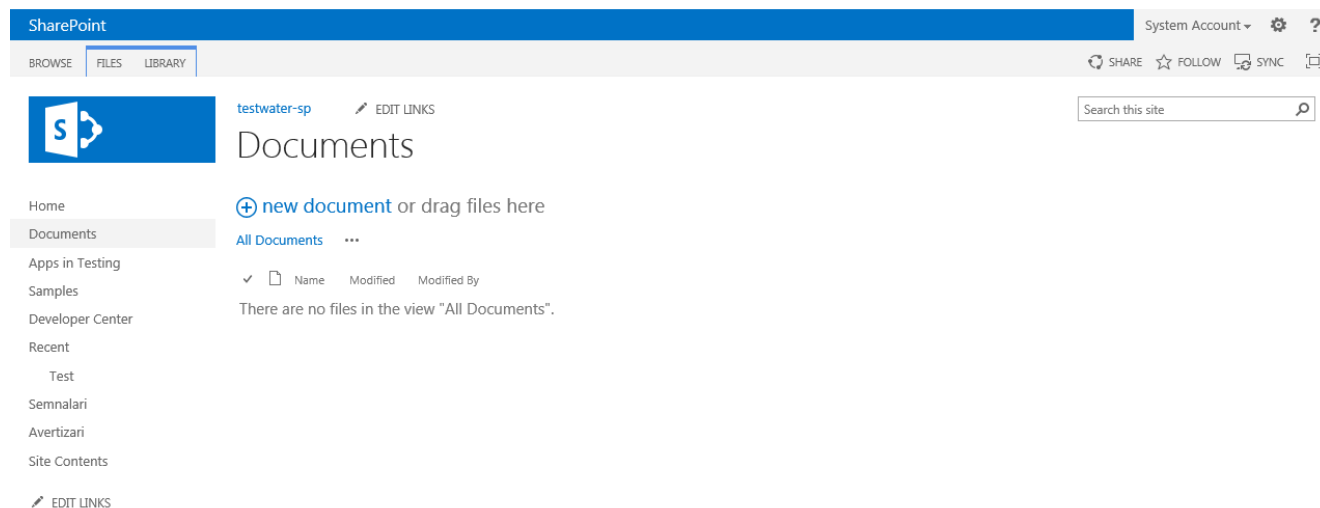 SharePoint
System Account
?
BROWSE FILES LIBRARY
SHARE FOLLOW SYNC
S
testwater-sp EDIT LINKS
Search this site
Documents
Home
Documents
Apps in Testing
Samples
Developer Center
Recent
Test
Semnalari
Avertizari
Site Contents
EDIT LINKS
new document or drag files here
All Documents ...
Name Modified Modified By
There are no files in the view "All Documents".